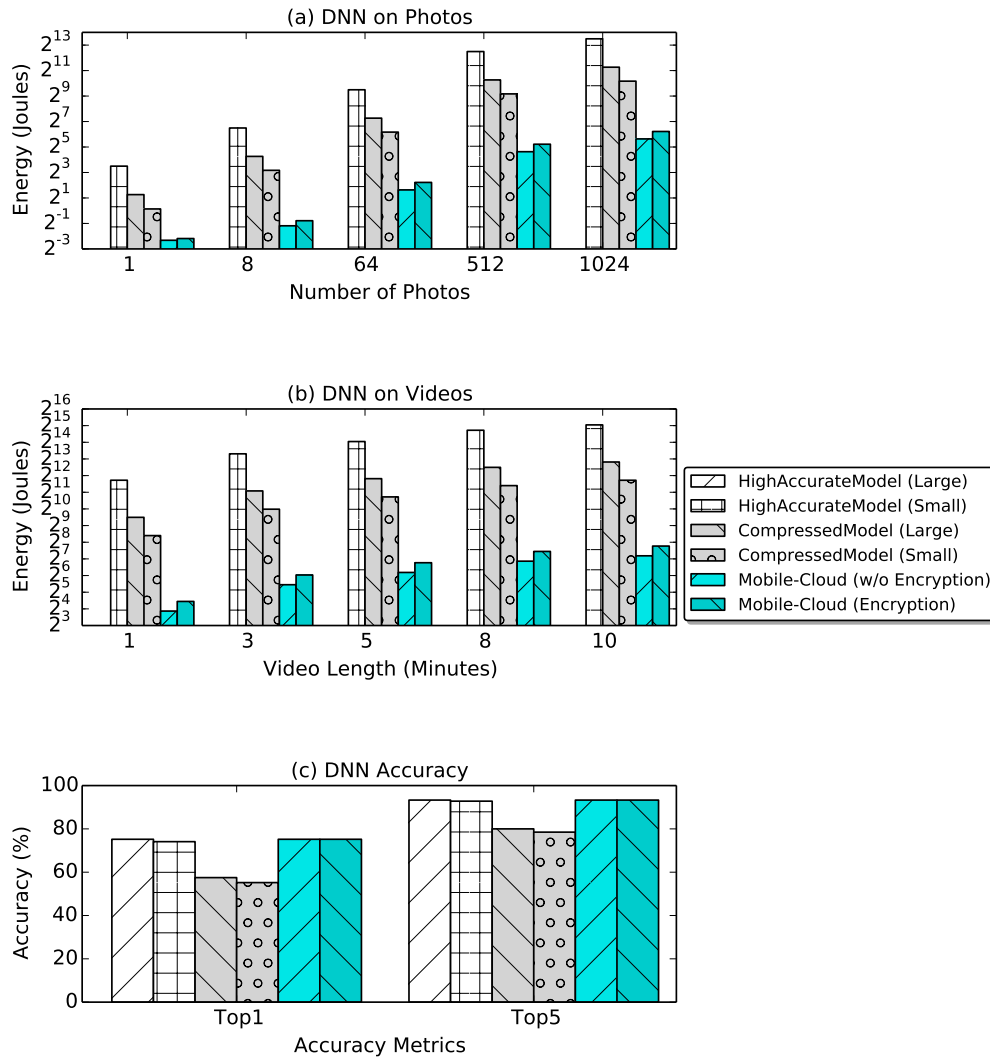 (a) DNN on Photos
Energy (Joules)
2^13
2^11
2^9
2^7
2^5
2^3
2^1
2^-1
2^-3
1 8 64 512 1024
Number of Photos
(b) DNN on Videos
Energy (Joules)
2^16
2^15
2^14
2^13
2^12
2^11
2^10
2^9
2^8
2^7
2^6
2^5
2^4
2^3
1 3 5 8 10
Video Length (Minutes)
HighAccurateModel (Large)
HighAccurateModel (Small)
CompressedModel (Large)
CompressedModel (Small)
Mobile-Cloud (w/o Encryption)
Mobile-Cloud (Encryption)
(c) DNN Accuracy
Accuracy (%)
100
80
60
40
20
0
Top1 Top5
Accuracy Metrics